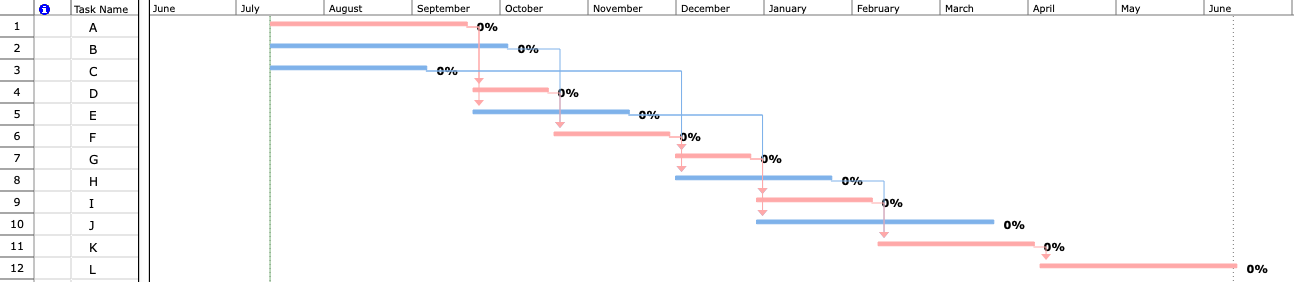 i Task Name June July August September October November December January February March April May June
1 A 0%
2 B 0%
3 C 0%
4 D 0%
5 E 0%
6 F 0%
7 G 0%
8 H 0%
9 I 0%
10 J 0%
11 K 0%
12 L 0%